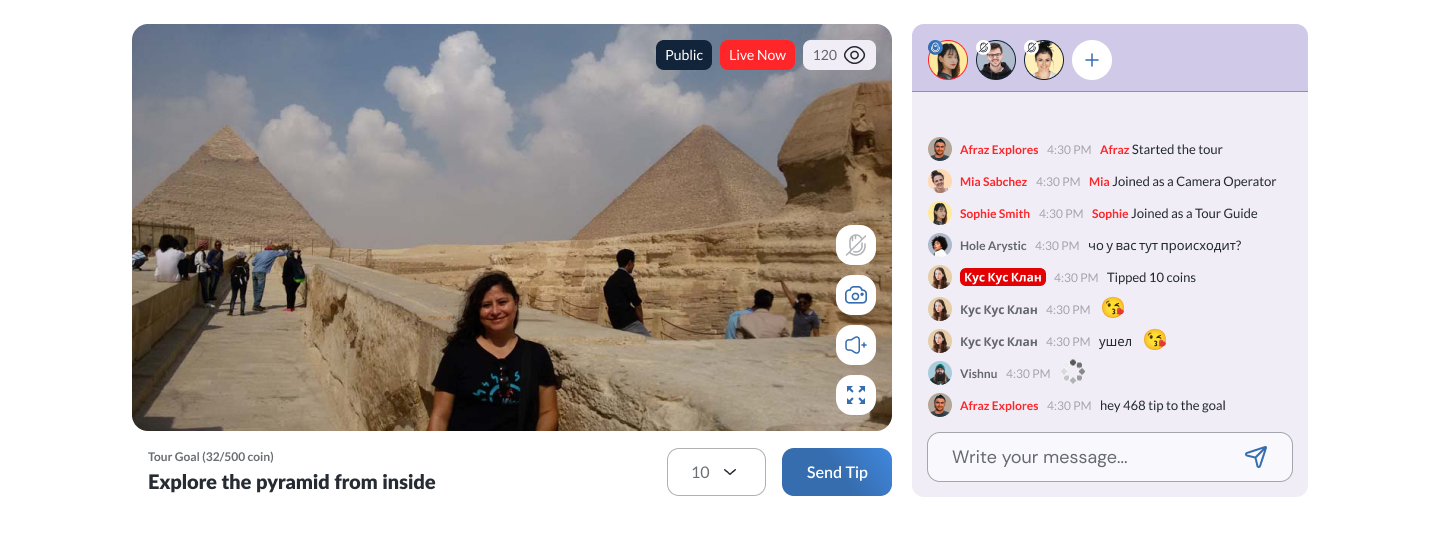 Public
Live Now
120
Tour Goal (32/500 coin)
Explore the pyramid from inside
10
Send Tip
Afraz Explores 4:30 PM Afraz Started the tour
Mia Sabchez 4:30 PM Mia Joined as a Camera Operator
Sophie Smith 4:30 PM Sophie Joined as a Tour Guide
Hole Arystic 4:30 PM чо у вас тут происходит?
Кус Кус Клан 4:30 PM Tipped 10 coins
Кус Кус Клан 4:30 PM 😘
Кус Кус Клан 4:30 PM ушел 😘
Vishnu 4:30 PM
Afraz Explores 4:30 PM hey 468 tip to the goal
Write your message...